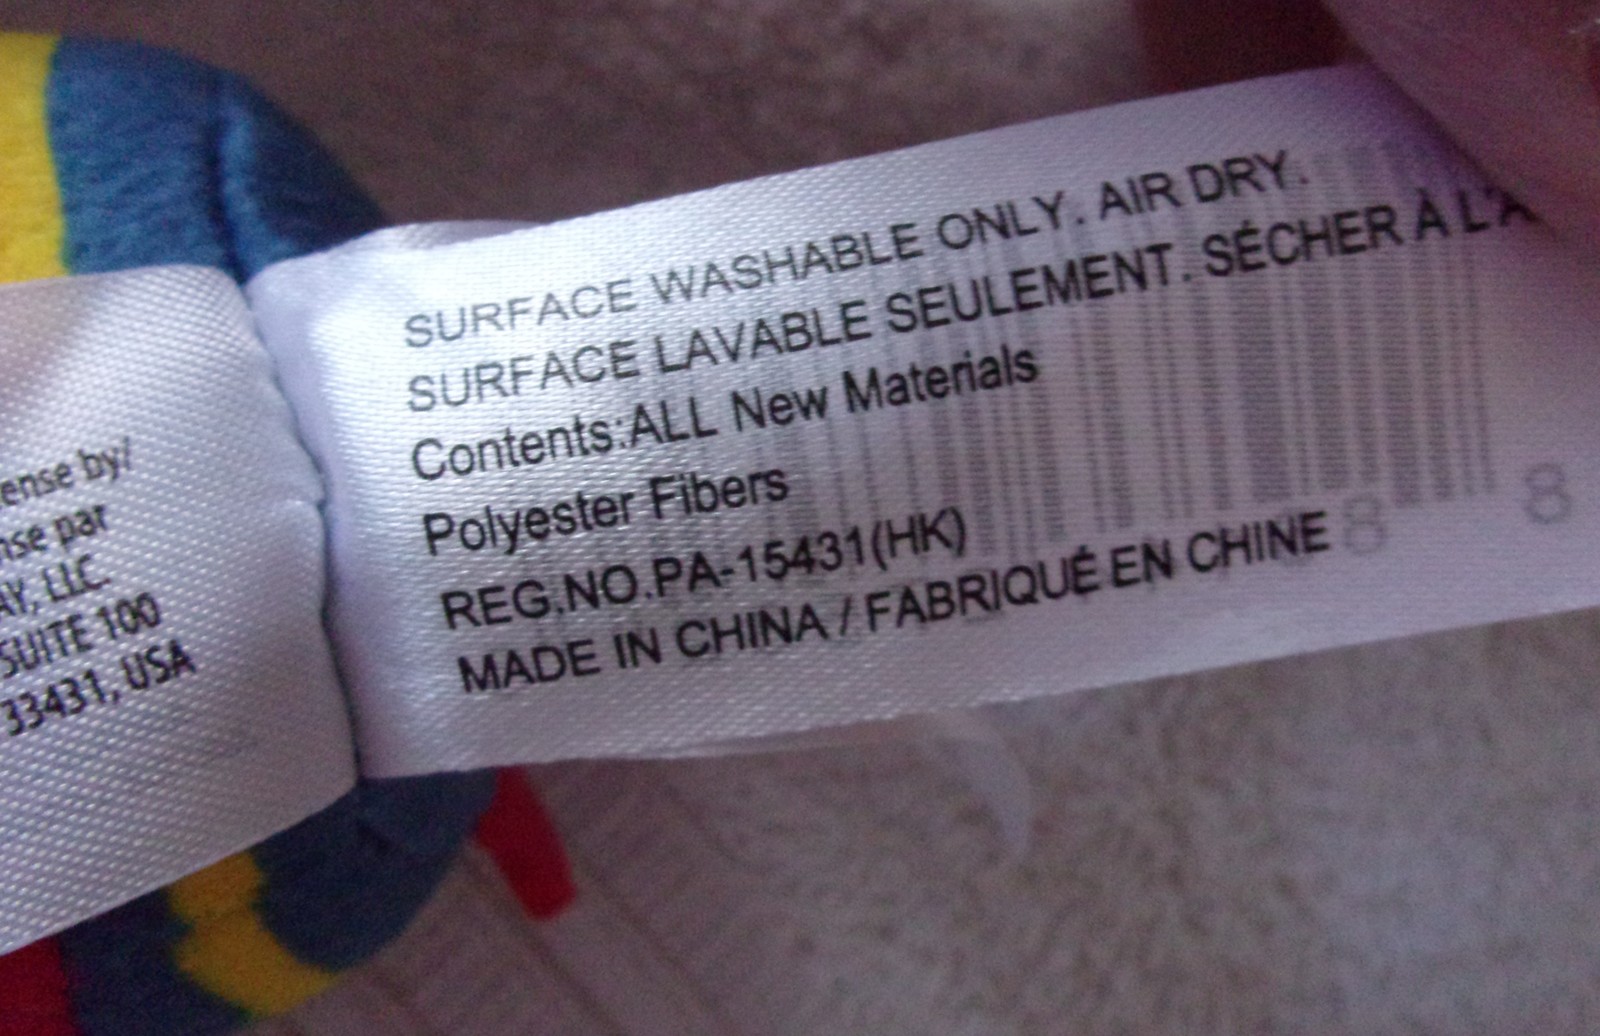 ense by/
nse par
AY, LLC.
SUITE 100
33431, USA
SURFACE WASHABLE ONLY. AIR DRY.
SURFACE LAVABLE SEULEMENT. SÉCHER À L'A
Contents:ALL New Materials
Polyester Fibers
REG.NO.PA-15431(HK)
MADE IN CHINA / FABRIQUÉ EN CHINE
8 8